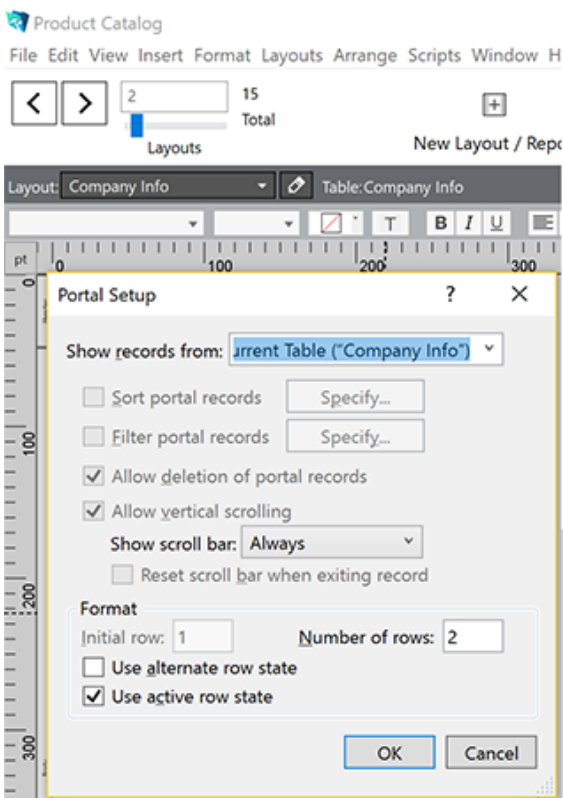 Product Catalog
File Edit View Insert Format Layouts Arrange Scripts Window H
2
15
Total
Layouts
New Layout / Repo
Layout: Company Info
Table: Company Info
T B I U
pt 0 100 200 300
0
Portal Setup ? ×
Show records from: urrent Table ("Company Info")
Sort portal records Specify...
Filter portal records Specify...
100
Allow deletion of portal records
Allow vertical scrolling
Show scroll bar: Always
Reset scroll bar when exiting record
200
Format
Initial row: 1 Number of rows: 2
Use alternate row state
Use active row state
300
OK Cancel